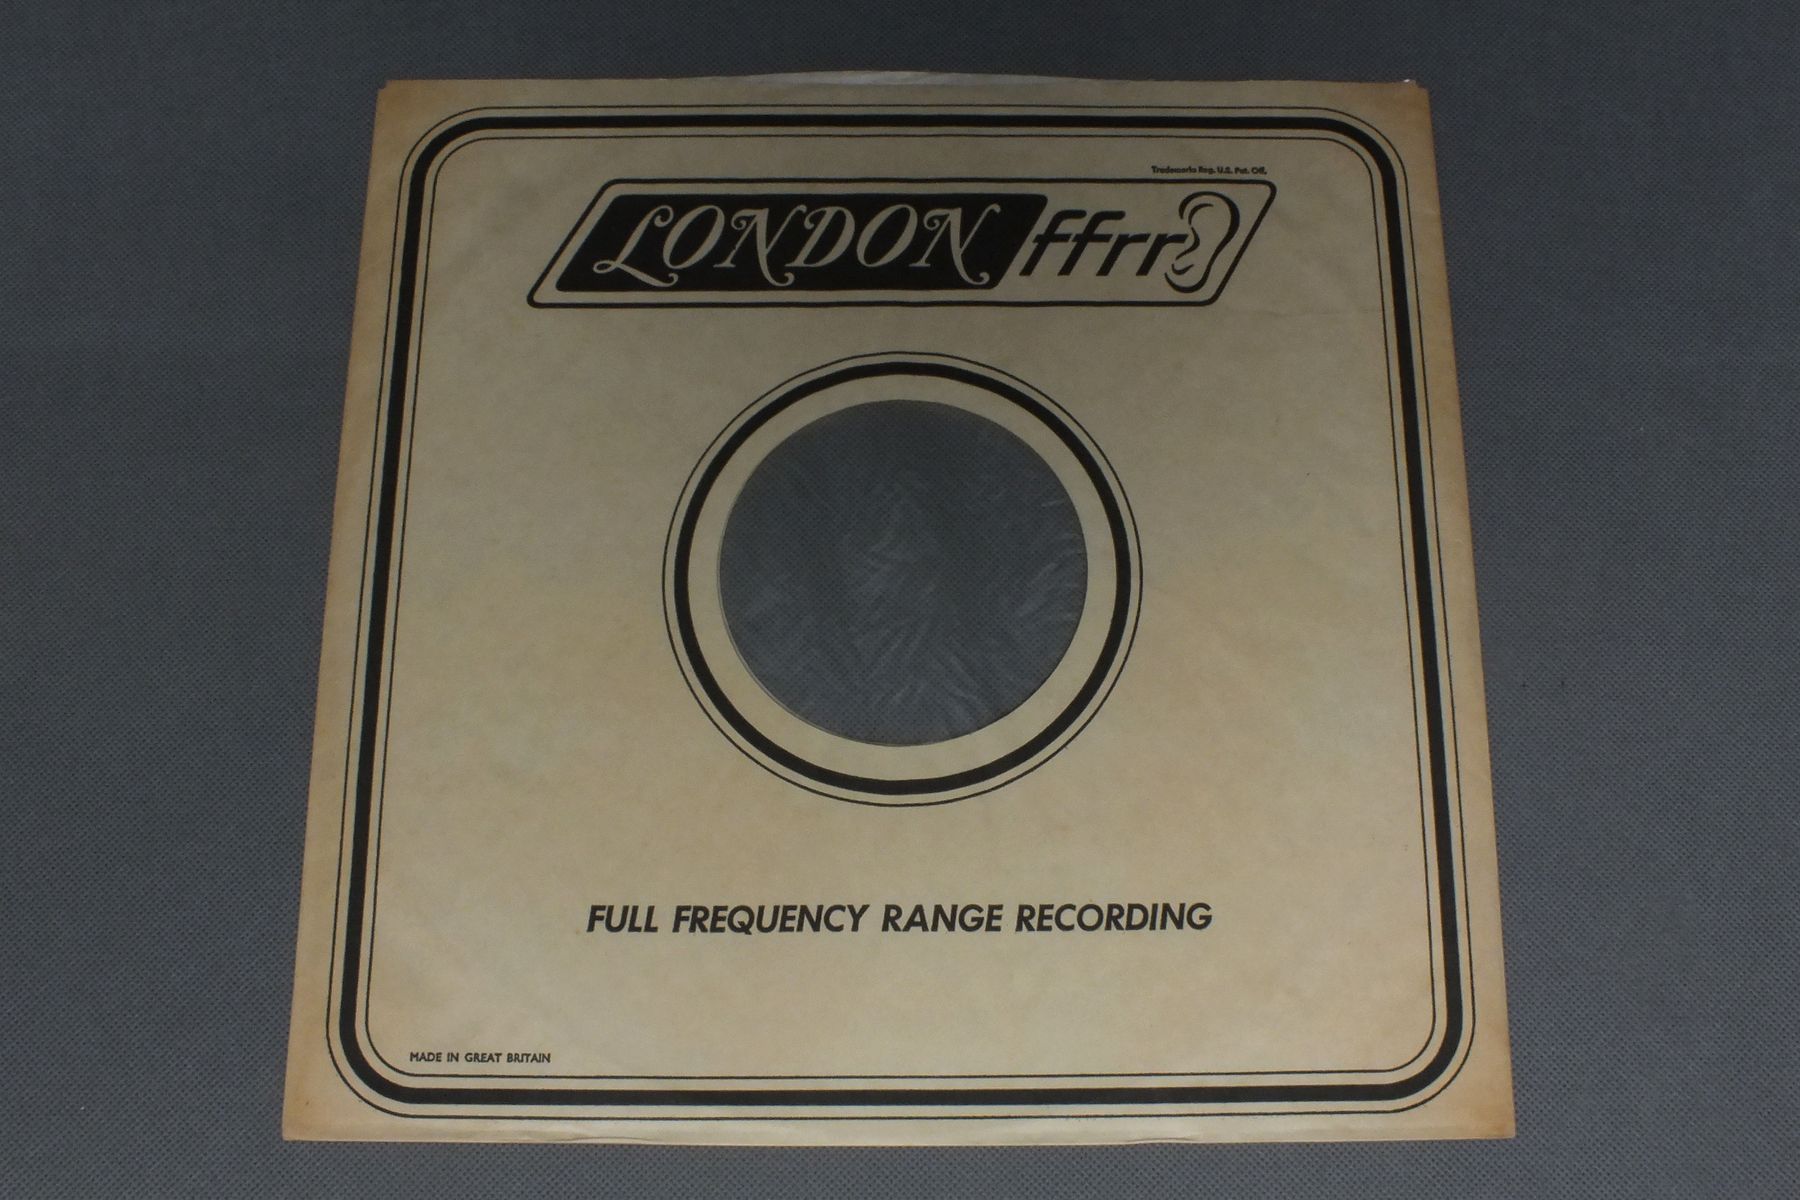 Trademarks Reg. U.S. Pat. Off.
LONDON ffrr
FULL FREQUENCY RANGE RECORDING
MADE IN GREAT BRITAIN